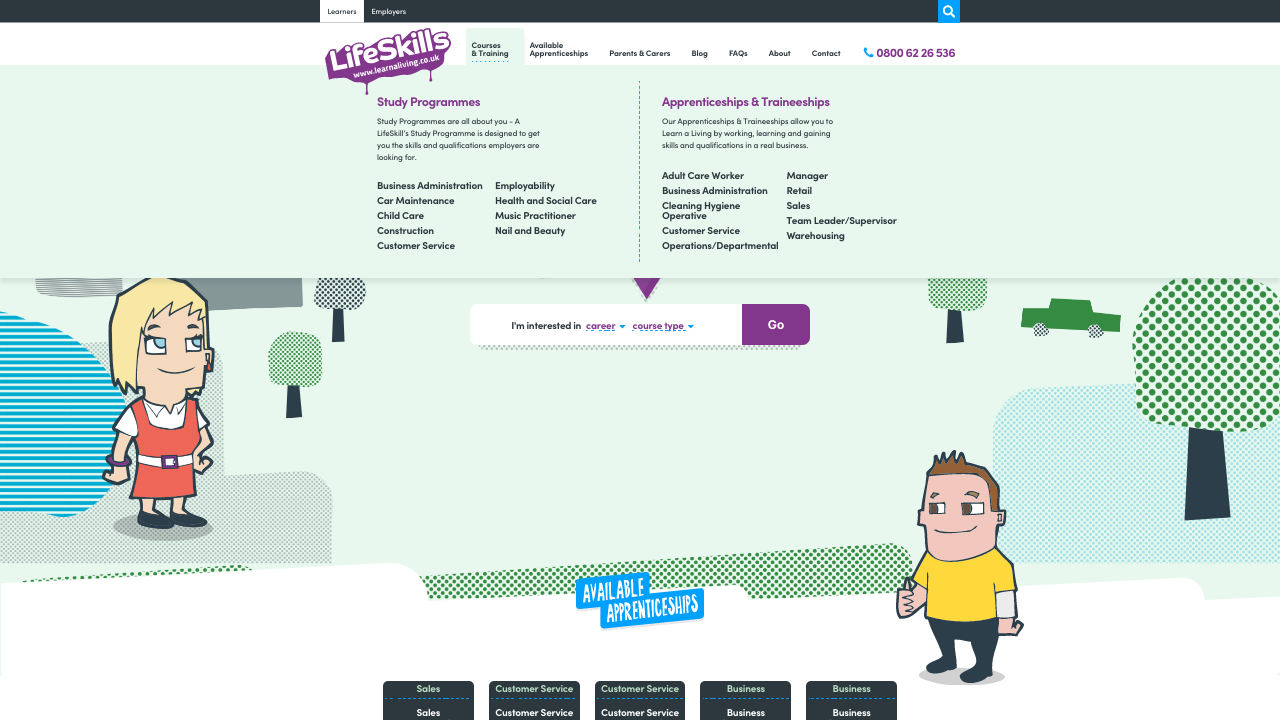 Learners
Employers
LifeSkills
www.learnaliving.co.uk
Courses
& Training
Available
Apprenticeships
Parents & Carers
Blog
FAQs
About
Contact
0800 62 26 536
Study Programmes
Study Programmes are all about you - A
LifeSkill's Study Programme is designed to get
you the skills and qualifications employers are
looking for.
Business Administration
Car Maintenance
Child Care
Construction
Customer Service
Employability
Health and Social Care
Music Practitioner
Nail and Beauty
Apprenticeships & Traineeships
Our Apprenticeships & Traineeships allow you to
Learn a Living by working, learning and gaining
skills and qualifications in a real business.
Adult Care Worker
Business Administration
Cleaning Hygiene
Operative
Customer Service
Operations/Departmental
Manager
Retail
Sales
Team Leader/Supervisor
Warehousing
I'm interested in career course type
Go
AVAILABLE
APPRENTICESHIPS
Sales
Customer Service
Customer Service
Business
Business
Sales
Customer Service
Customer Service
Business
Business